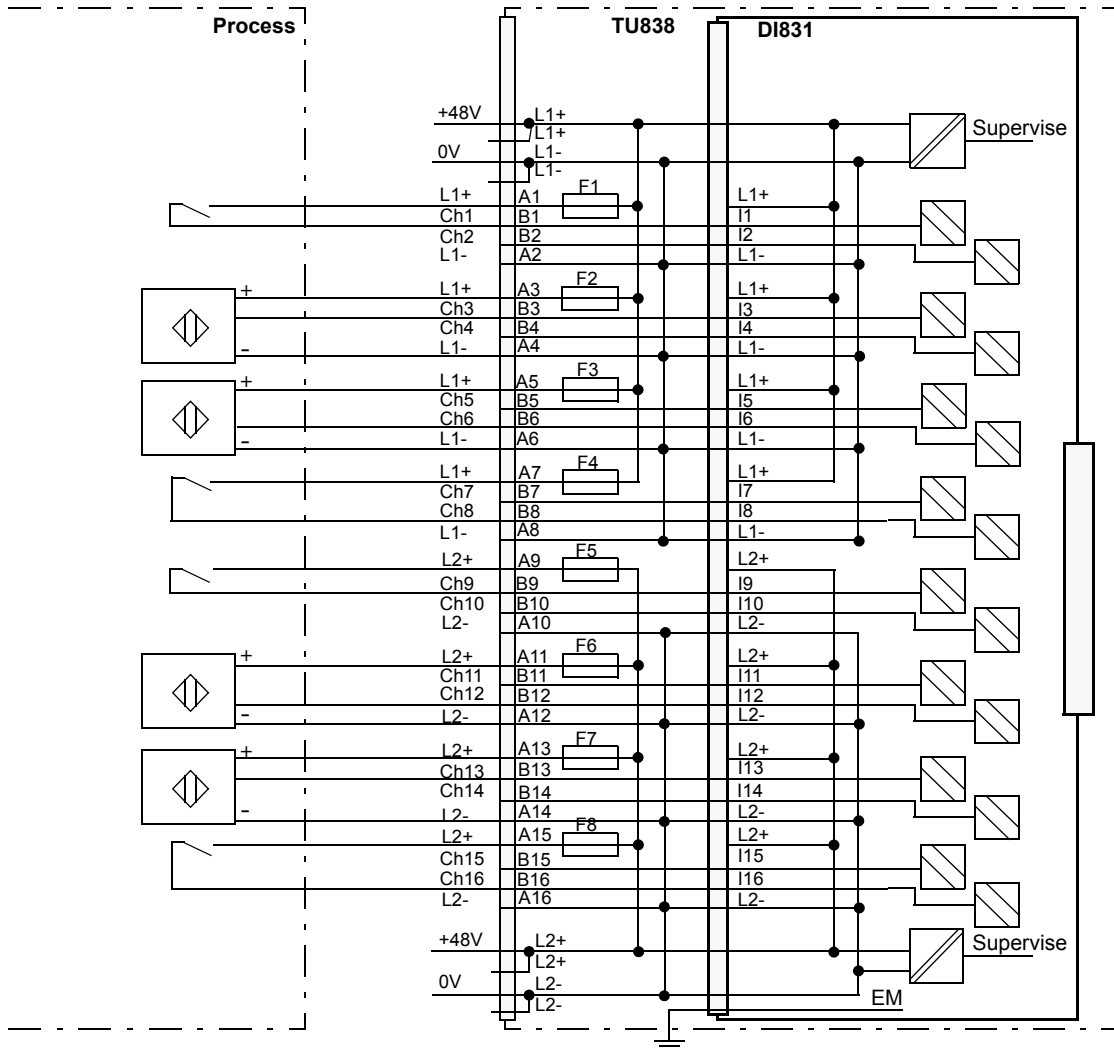 Process TU838 DI831
+48V L1+
L1+ Supervise
0V L1-
L1-
F1
L1+ A1 L1+
Ch1 B1 I1
Ch2 B2 I2
L1- A2 L1-
F2
L1+ A3 L1+
+
Ch3 B3 I3
Ch4 B4 I4
L1- A4 L1-
-
F3
L1+ A5 L1+
+
Ch5 B5 I5
Ch6 B6 I6
L1- A6 L1-
-
F4
L1+ A7 L1+
Ch7 B7 I7
Ch8 B8 I8
L1- A8 L1-
F5
L2+ A9 L2+
Ch9 B9 I9
Ch10 B10 I10
L2- A10 L2-
F6
+ L2+ A11 L2+
Ch11 B11 I11
Ch12 B12 I12
- L2- A12 L2-
F7
+ L2+ A13 L2+
Ch13 B13 I13
Ch14 B14 I14
- L2- A14 L2-
F8
L2+ A15 L2+
Ch15 B15 I15
Ch16 B16 I16
L2- A16 L2-
+48V L2+ Supervise
L2+
0V L2-
L2- EM